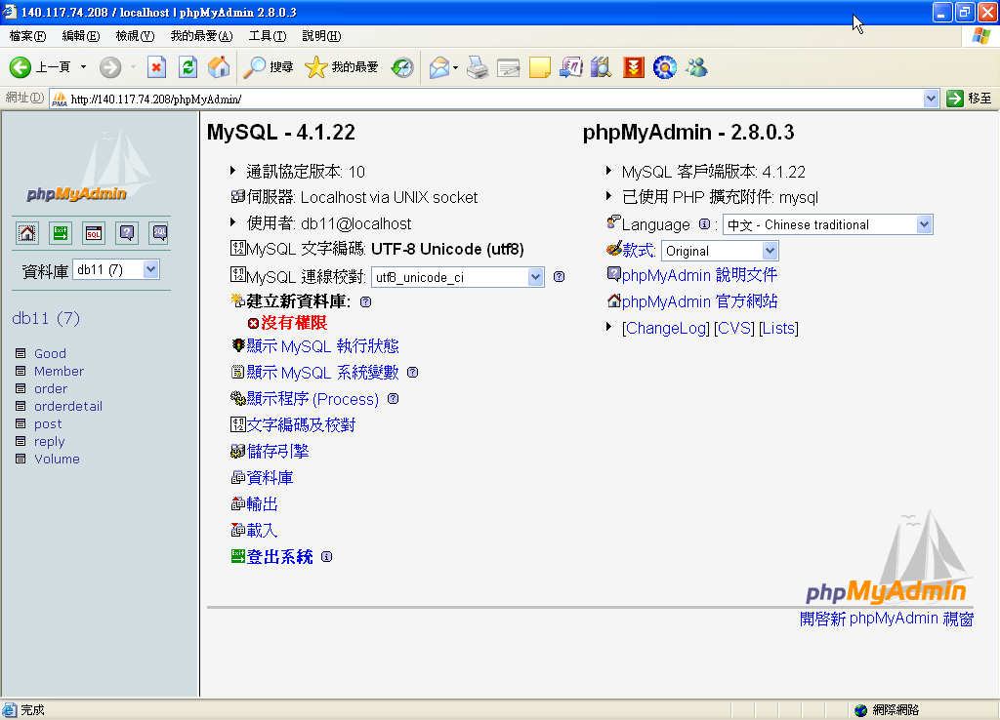 140.117.74.208 / localhost | phpMyAdmin 2.8.0.3
檔案(F) 編輯(E) 檢視(V) 我的最愛(A) 工具(T) 說明(H)
上一頁 搜尋 我的最愛
網址(D) http://140.117.74.208/phpMyAdmin/ 移至
phpMyAdmin
SQL
SQL
資料庫 db11 (7)
db11 (7)
Good
Member
order
orderdetail
post
reply
Volume
MySQL - 4.1.22
通訊協定版本: 10
伺服器: Localhost via UNIX socket
使用者: db11@localhost
MySQL 文字編碼: UTF-8 Unicode (utf8)
MySQL 連線校對: utf8_unicode_ci
建立新資料庫:
沒有權限
顯示 MySQL 執行狀態
顯示 MySQL 系統變數
顯示程序 (Process)
文字編碼及校對
儲存引擎
資料庫
輸出
載入
登出系統
phpMyAdmin - 2.8.0.3
MySQL 客戶端版本: 4.1.22
已使用 PHP 擴充附件: mysql
Language : 中文 - Chinese traditional
款式: Original
phpMyAdmin 說明文件
phpMyAdmin 官方網站
[ChangeLog] [CVS] [Lists]
phpMyAdmin
開啓新 phpMyAdmin 視窗
完成 網際網路